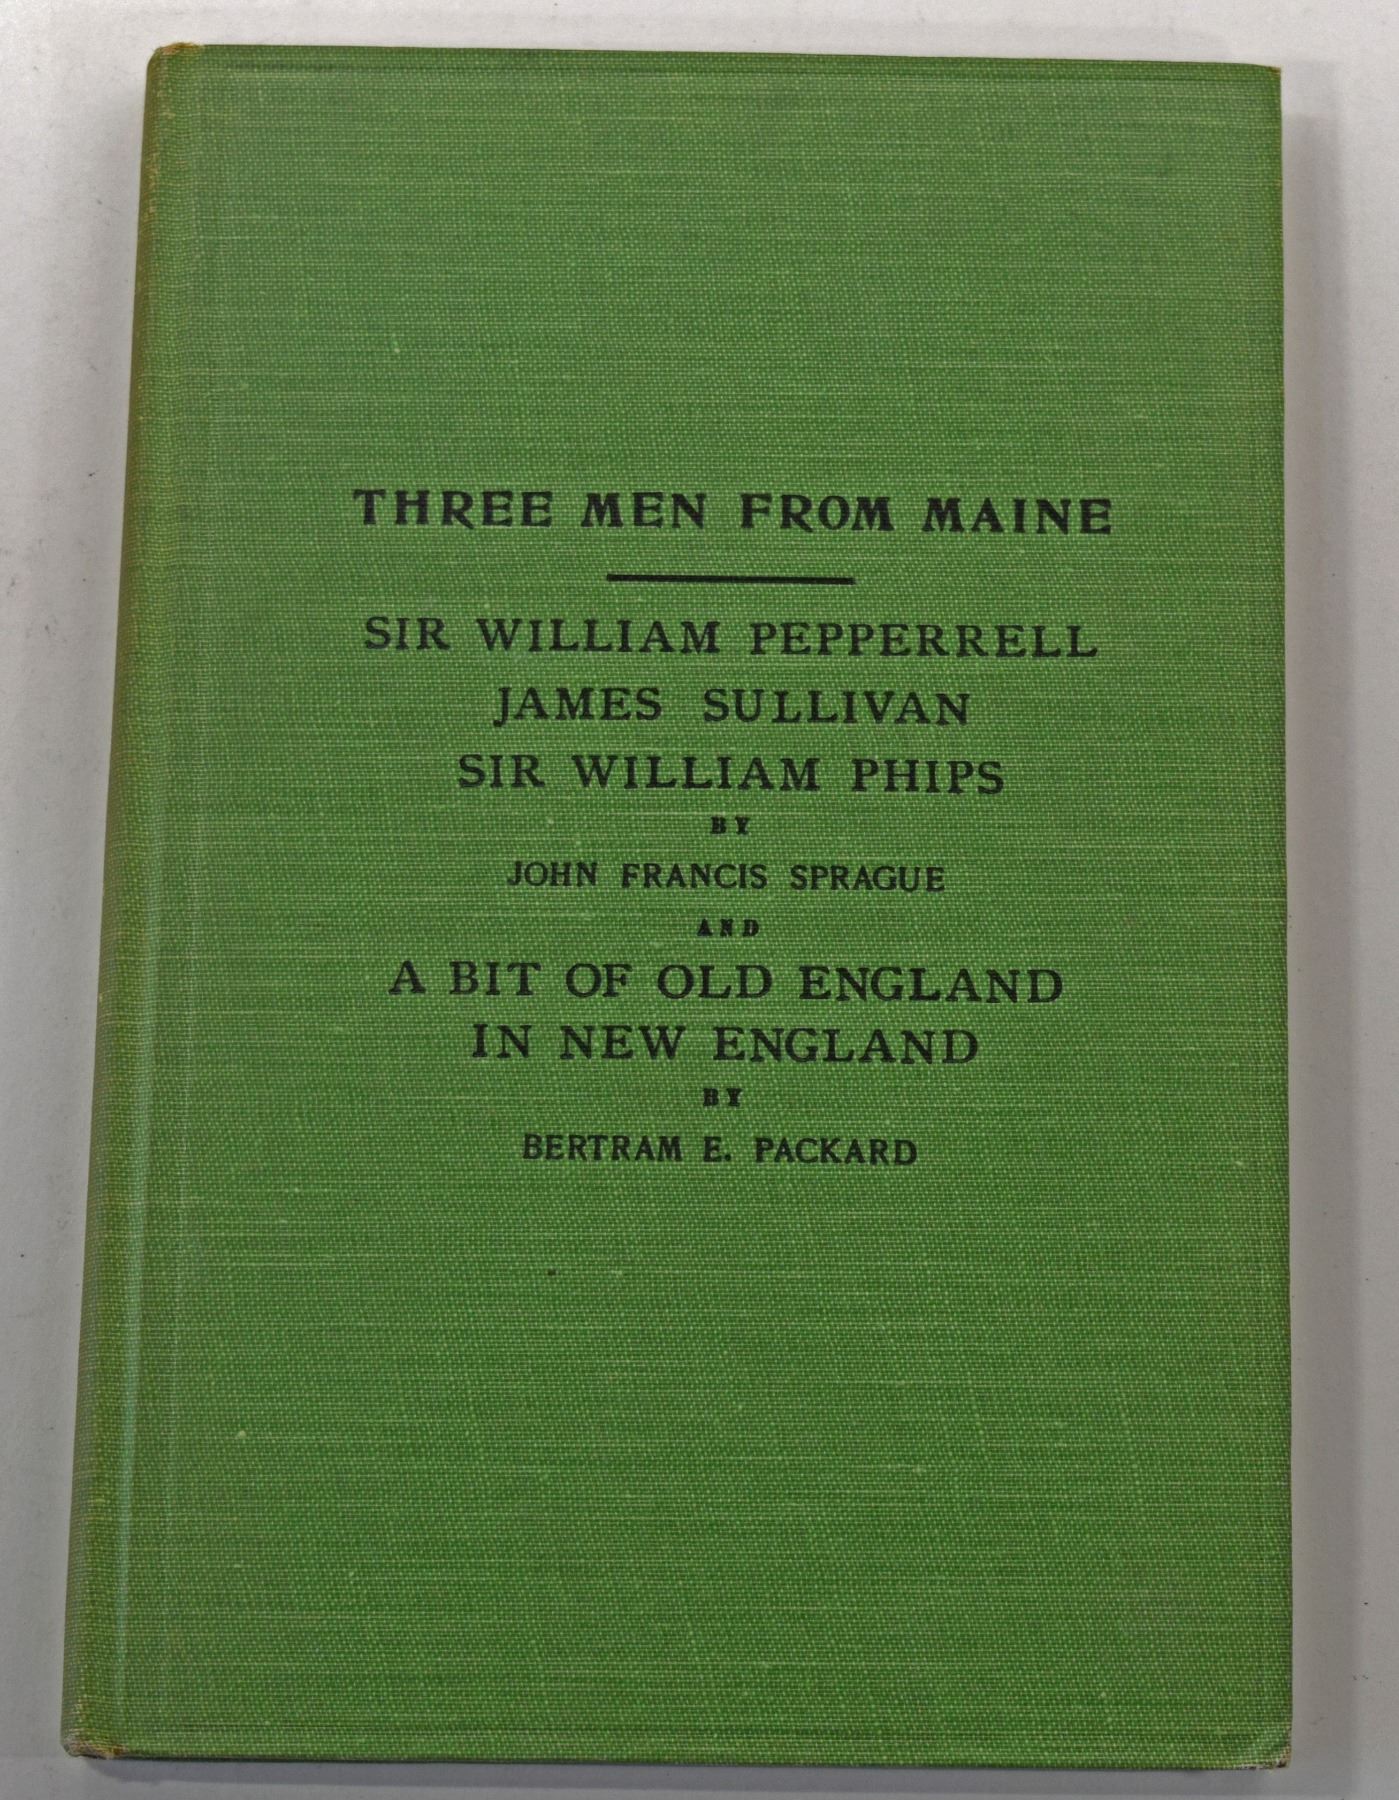 THREE MEN FROM MAINE
SIR WILLIAM PEPPERRELL
JAMES SULLIVAN
SIR WILLIAM PHIPS
BY
JOHN FRANCIS SPRAGUE
AND
A BIT OF OLD ENGLAND
IN NEW ENGLAND
BY
BERTRAM E. PACKARD